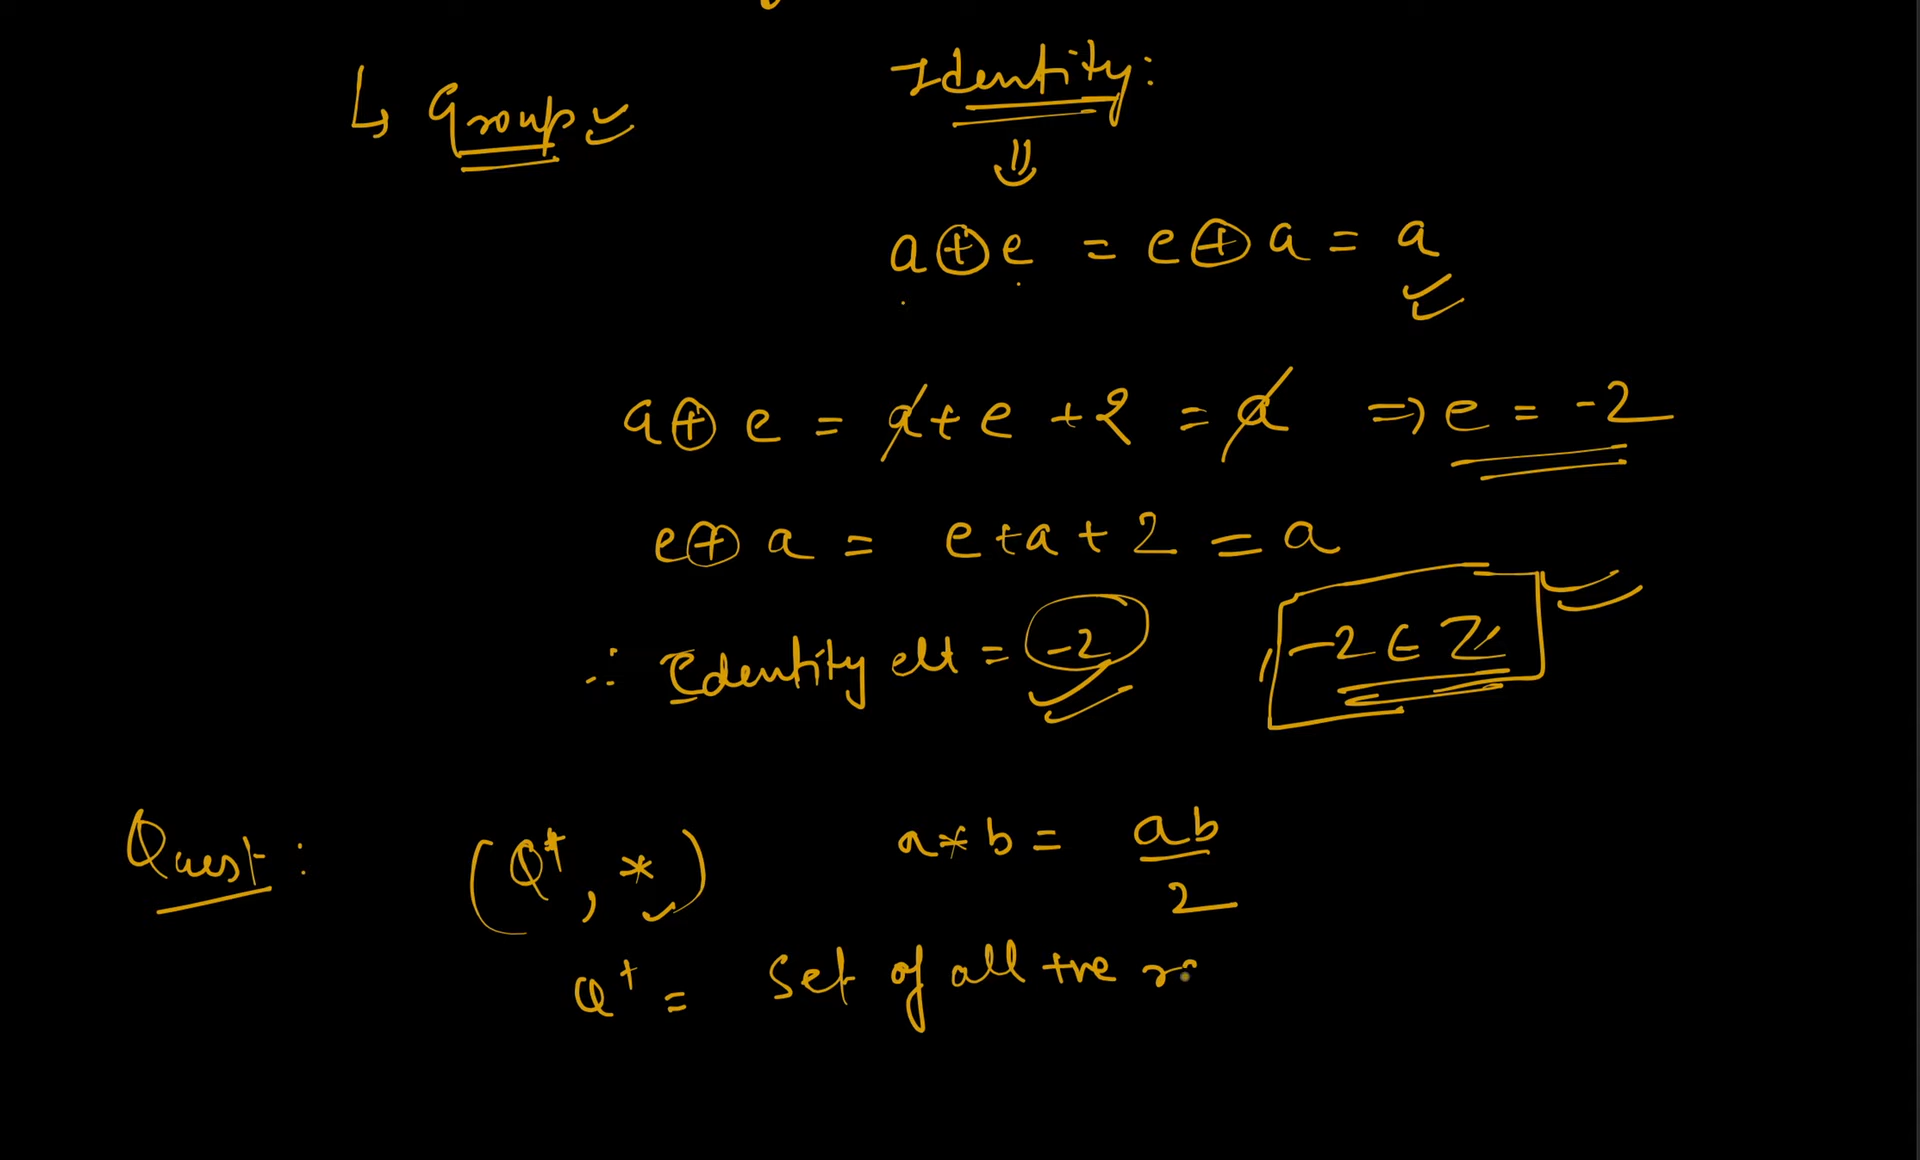 ↳ Group ✓ Identity:
⇓
a ⊕ e = e ⊕ a = a
a ⊕ e = a + e + 2 = a ⇒ e = -2
e ⊕ a = e + a + 2 = a
∴ Identity elt = -2 -2 ∈ Z
Quest: (Q⁺, *) a * b = ab/2
Q⁺ = Set of all +ve